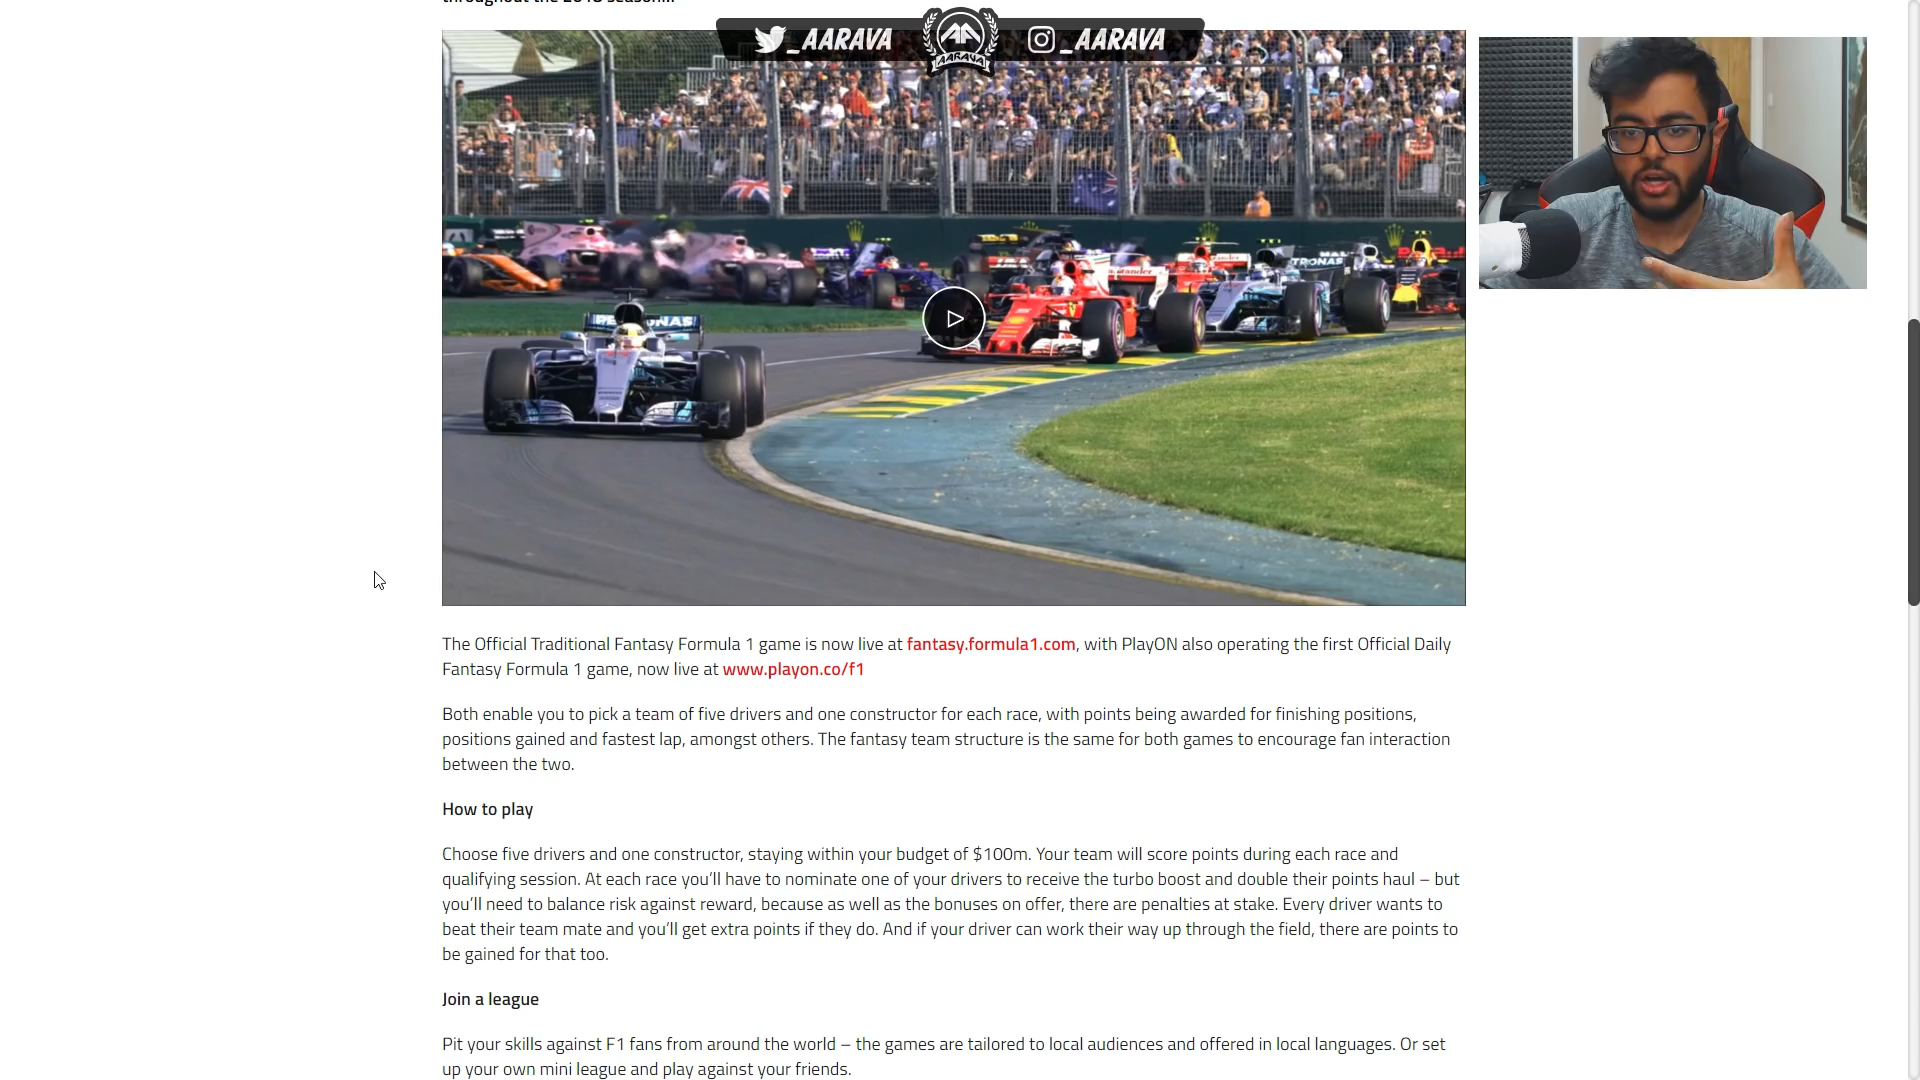 throughout the 2018 season...
_AARAVA
AARAVA
_AARAVA
PETRONAS
Santander
The Official Traditional Fantasy Formula 1 game is now live at fantasy.formula1.com, with PlayON also operating the first Official Daily
Fantasy Formula 1 game, now live at www.playon.co/f1
Both enable you to pick a team of five drivers and one constructor for each race, with points being awarded for finishing positions,
positions gained and fastest lap, amongst others. The fantasy team structure is the same for both games to encourage fan interaction
between the two.
How to play
Choose five drivers and one constructor, staying within your budget of $100m. Your team will score points during each race and
qualifying session. At each race you’ll have to nominate one of your drivers to receive the turbo boost and double their points haul – but
you’ll need to balance risk against reward, because as well as the bonuses on offer, there are penalties at stake. Every driver wants to
beat their team mate and you’ll get extra points if they do. And if your driver can work their way up through the field, there are points to
be gained for that too.
Join a league
Pit your skills against F1 fans from around the world – the games are tailored to local audiences and offered in local languages. Or set
up your own mini league and play against your friends.